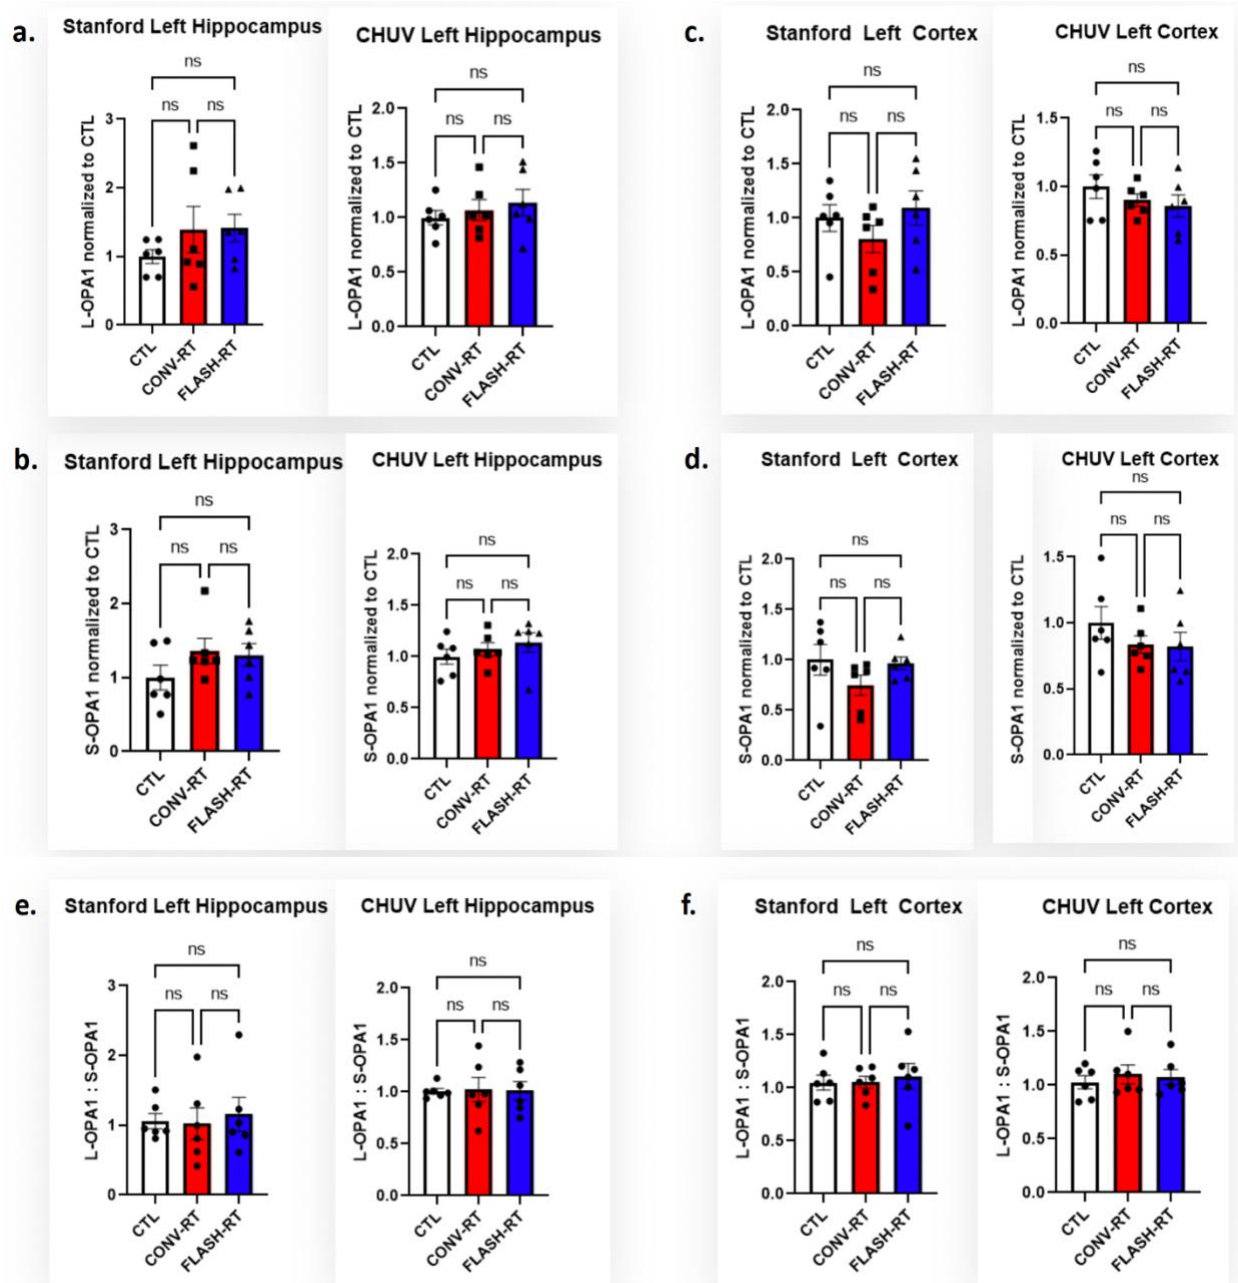 a.
Stanford Left Hippocampus
ns
ns ns
L-OPA1 normalized to CTL
3
2
1
0
CTL
CONV-RT
FLASH-RT
CHUV Left Hippocampus
ns
ns ns
L-OPA1 normalized to CTL
2.0
1.5
1.0
0.5
0.0
CTL
CONV-RT
FLASH-RT
c.
Stanford Left Cortex
ns
ns ns
L-OPA1 normalized to CTL
2.0
1.5
1.0
0.5
0.0
CTL
CONV-RT
FLASH-RT
CHUV Left Cortex
ns
ns ns
L-OPA1 normalized to CTL
1.5
1.0
0.5
0.0
CTL
CONV-RT
FLASH-RT
b.
Stanford Left Hippocampus
ns
ns ns
S-OPA1 normalized to CTL
3
2
1
0
CTL
CONV-RT
FLASH-RT
CHUV Left Hippocampus
ns
ns ns
S-OPA1 normalized to CTL
2.0
1.5
1.0
0.5
0.0
CTL
CONV-RT
FLASH-RT
d.
Stanford Left Cortex
ns
ns ns
S-OPA1 normalized to CTL
2.0
1.5
1.0
0.5
0.0
CTL
CONV-RT
FLASH-RT
CHUV Left Cortex
ns
ns ns
S-OPA1 normalized to CTL
1.5
1.0
0.5
0.0
CTL
CONV-RT
FLASH-RT
e.
Stanford Left Hippocampus
ns
ns ns
L-OPA1 : S-OPA1
3
2
1
0
CTL
CONV-RT
FLASH-RT
CHUV Left Hippocampus
ns
ns ns
L-OPA1 : S-OPA1
2.0
1.5
1.0
0.5
0.0
CTL
CONV-RT
FLASH-RT
f.
Stanford Left Cortex
ns
ns ns
L-OPA1 : S-OPA1
2.0
1.5
1.0
0.5
0.0
CTL
CONV-RT
FLASH-RT
CHUV Left Cortex
ns
ns ns
L-OPA1 : S-OPA1
2.0
1.5
1.0
0.5
0.0
CTL
CONV-RT
FLASH-RT